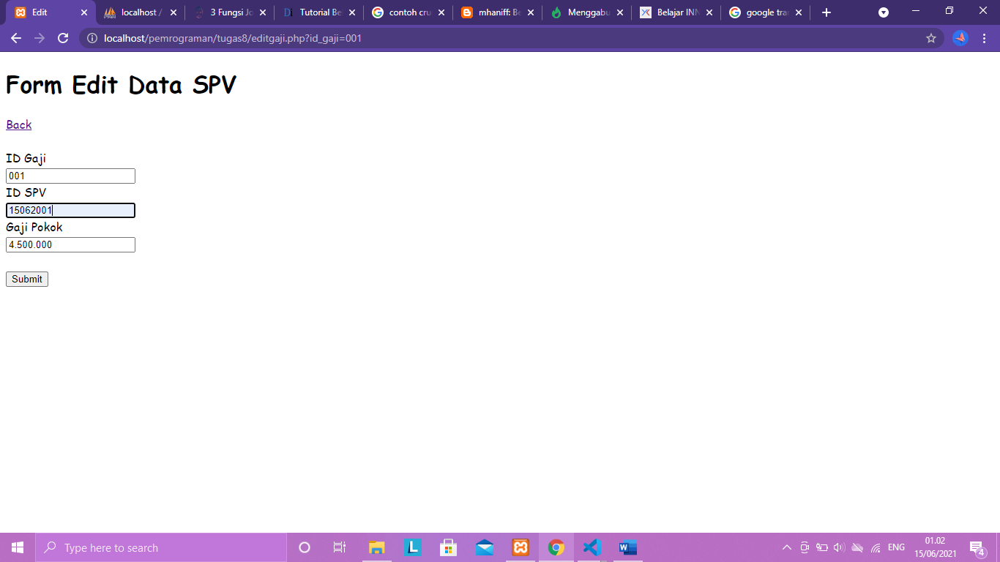 Edit
localhost /
3 Fungsi Jo
Tutorial Be
contoh cru
mhaniff: Be
Menggabu
Belajar INN
google tra
localhost/pemrograman/tugas8/editgaji.php?id_gaji=001
Form Edit Data SPV
Back
ID Gaji
001
ID SPV
15062001
Gaji Pokok
4.500.000
Submit
Type here to search
ENG
01.02
15/06/2021
4